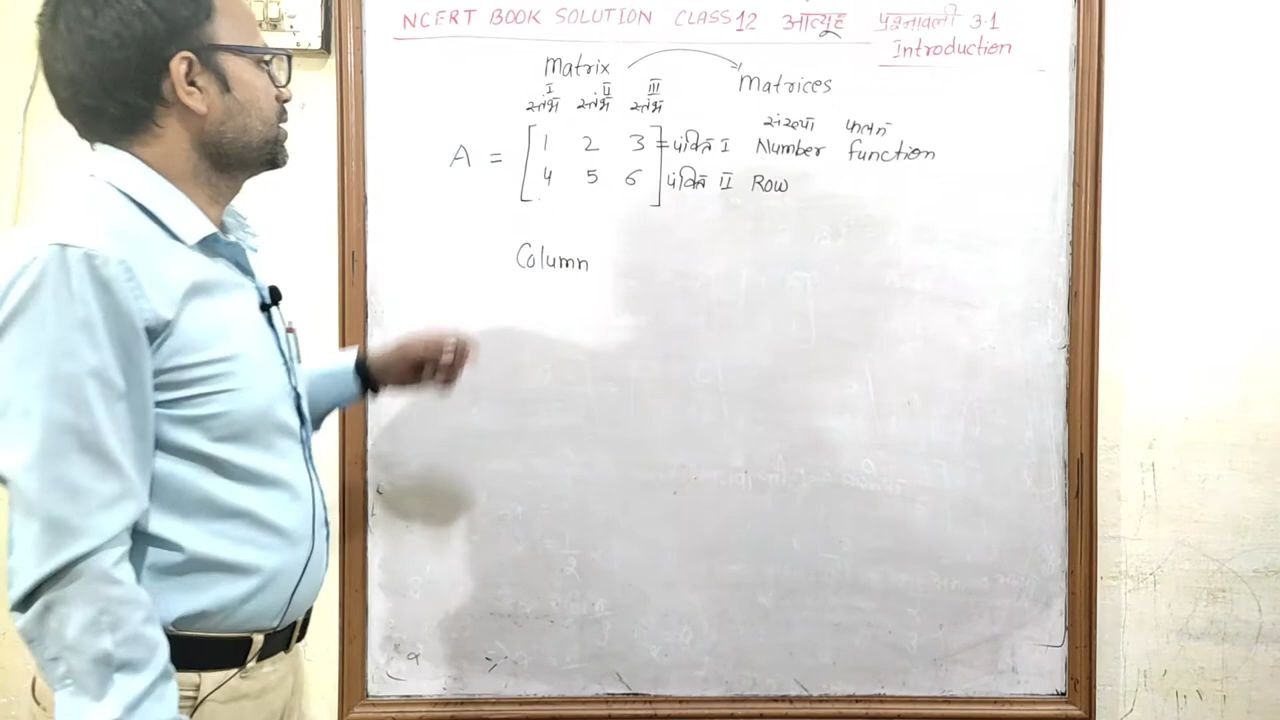 NCERT BOOK SOLUTION CLASS 12 आव्यूह प्रश्नावली 3.1
Introduction
Matrix Matrices
I II III
स्तंभ स्तंभ स्तंभ
संख्या फलन
A = [ 1 2 3 ] पंक्ति I Number function
4 5 6 पंक्ति II Row
Column